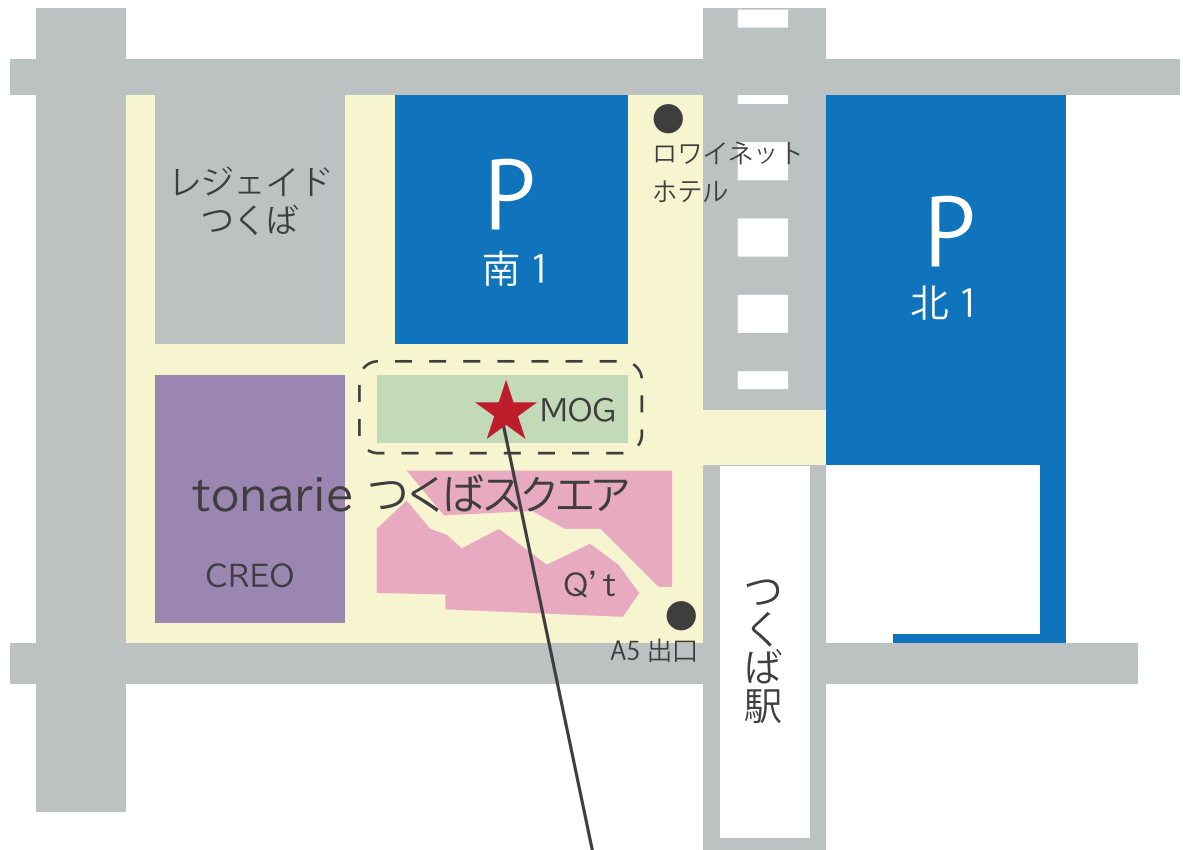 レジェイド
つくば
P
南 1
ロワイネット
ホテル
P
北 1
MOG
tonarie つくばスクエア
CREO
Q’t
A5 出口
つくば駅